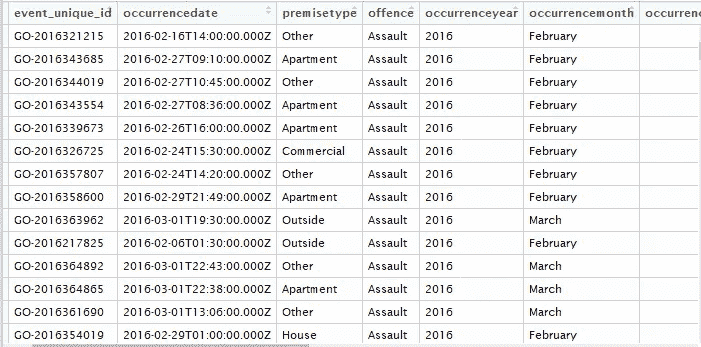 event_unique_id occurrencedate premisetype offence occurrenceyear occurrencemonth occurren
GO-2016321215 2016-02-16T14:00:00.000Z Other Assault 2016 February
GO-2016343685 2016-02-27T09:10:00.000Z Apartment Assault 2016 February
GO-2016344019 2016-02-27T10:45:00.000Z Other Assault 2016 February
GO-2016343554 2016-02-27T08:36:00.000Z Apartment Assault 2016 February
GO-2016339673 2016-02-26T16:00:00.000Z Apartment Assault 2016 February
GO-2016326725 2016-02-24T15:30:00.000Z Commercial Assault 2016 February
GO-2016357807 2016-02-24T14:20:00.000Z Other Assault 2016 February
GO-2016358600 2016-02-29T21:49:00.000Z Apartment Assault 2016 February
GO-2016363962 2016-03-01T19:30:00.000Z Outside Assault 2016 March
GO-2016217825 2016-02-06T01:30:00.000Z Outside Assault 2016 February
GO-2016364892 2016-03-01T22:43:00.000Z Other Assault 2016 March
GO-2016364865 2016-03-01T22:38:00.000Z Apartment Assault 2016 March
GO-2016361690 2016-03-01T13:06:00.000Z Other Assault 2016 March
GO-2016354019 2016-02-29T01:00:00.000Z House Assault 2016 February